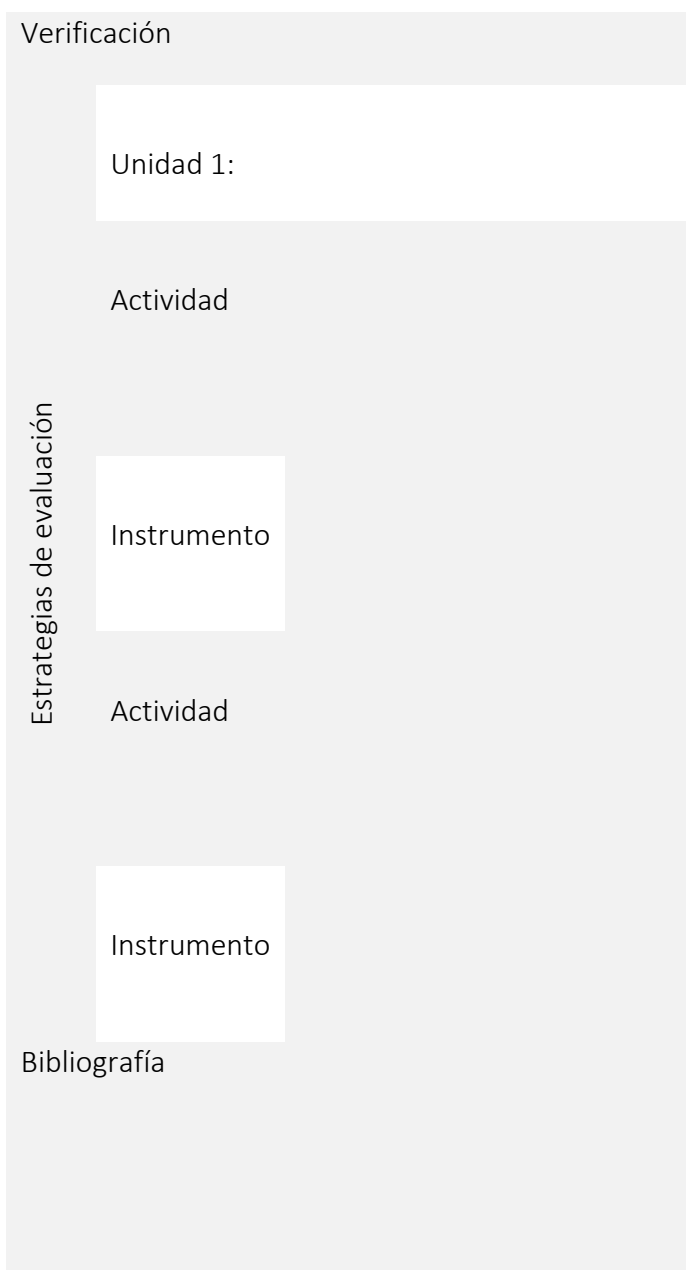 Verificación
Unidad 1:
Actividad
Estrategias de evaluación
Instrumento
Actividad
Instrumento
Bibliografía